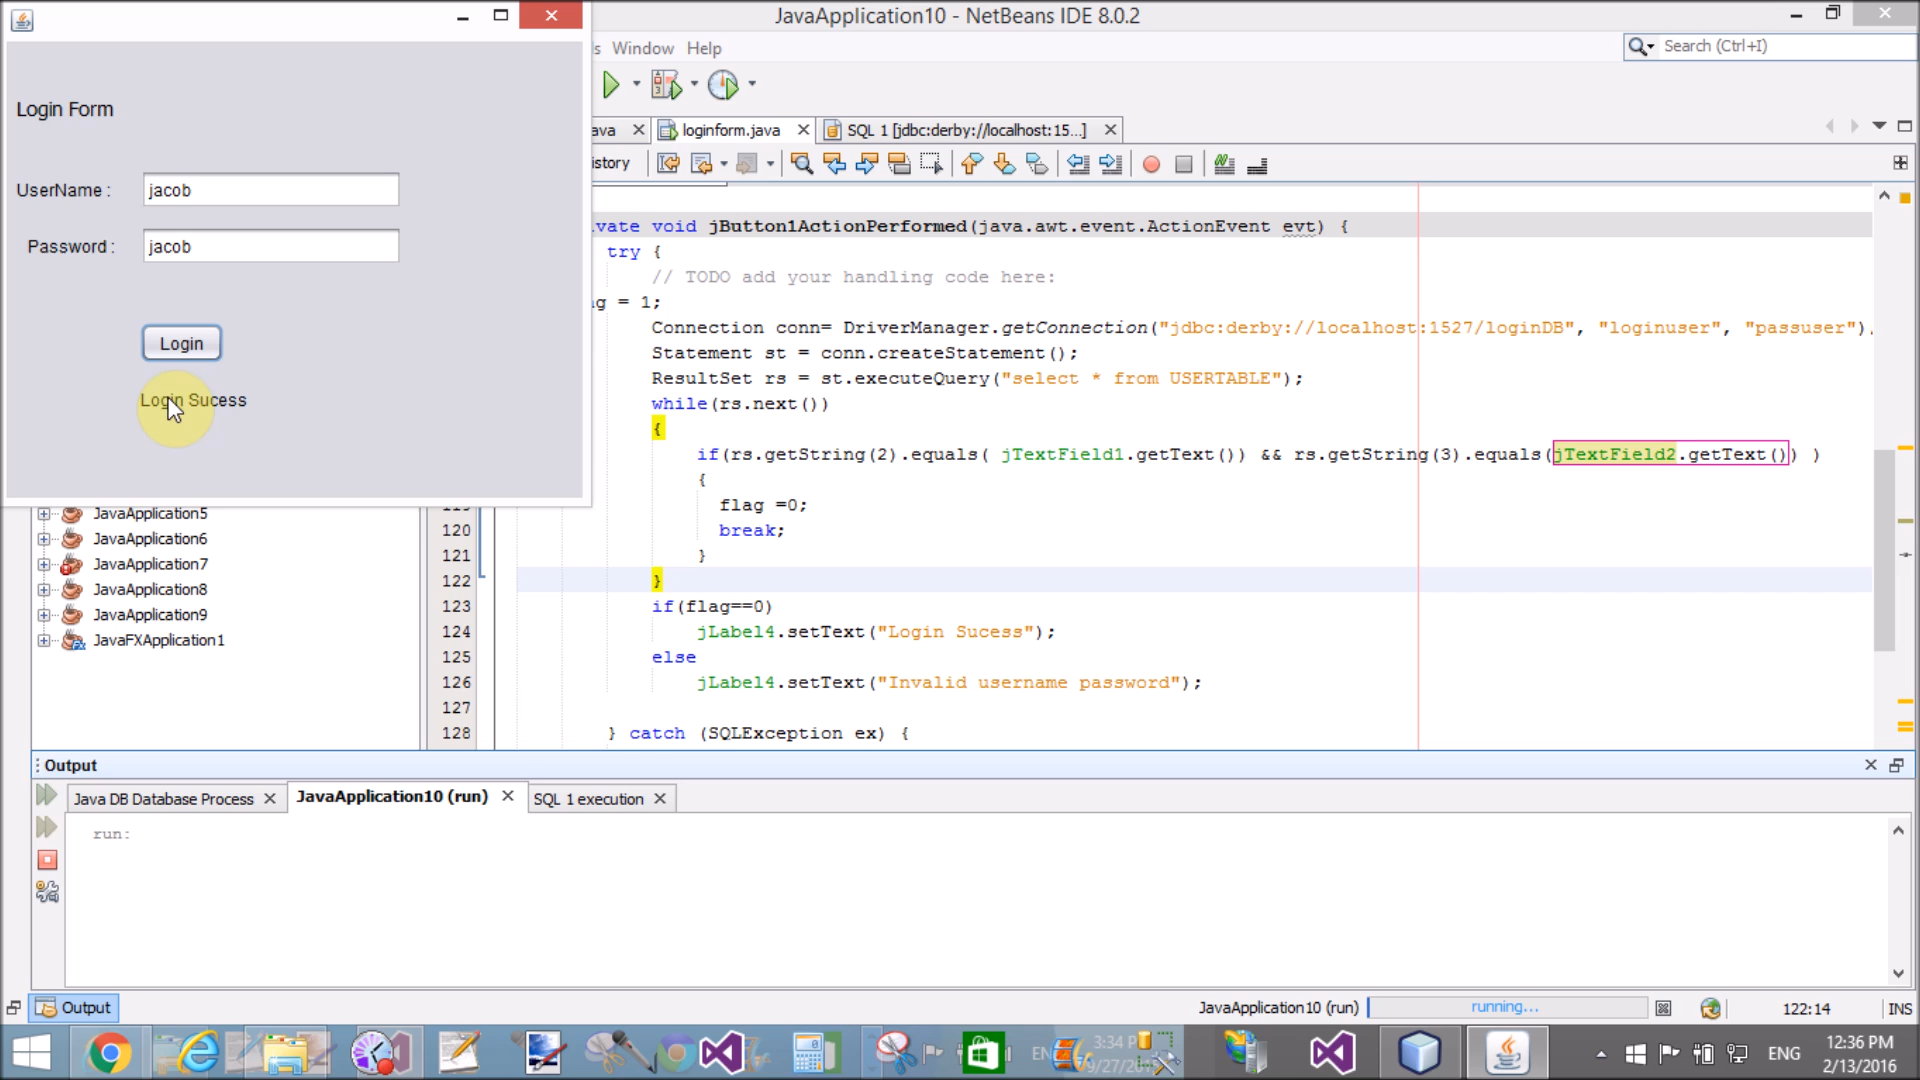 JavaApplication10 - NetBeans IDE 8.0.2
Window Help
Search (Ctrl+I)
Login Form
UserName :
jacob
Password :
jacob
Login
Login Sucess
ava
loginform.java
SQL 1 [jdbc:derby://localhost:15...]
istory
vate void jButton1ActionPerformed(java.awt.event.ActionEvent evt) {
try {
// TODO add your handling code here:
ag = 1;
Connection conn= DriverManager.getConnection("jdbc:derby://localhost:1527/loginDB", "loginuser", "passuser")
Statement st = conn.createStatement();
ResultSet rs = st.executeQuery("select * from USERTABLE");
while(rs.next())
{
if(rs.getString(2).equals( jTextField1.getText()) && rs.getString(3).equals(jTextField2.getText()) )
{
flag =0;
120 break;
121 }
122 }
123 if(flag==0)
124 jLabel4.setText("Login Sucess");
125 else
126 jLabel4.setText("Invalid username password");
127
128 } catch (SQLException ex) {
JavaApplication5
JavaApplication6
JavaApplication7
JavaApplication8
JavaApplication9
JavaFXApplication1
Output
Java DB Database Process
JavaApplication10 (run)
SQL 1 execution
run:
Output
JavaApplication10 (run)
running...
122:14
INS
ENG
12:36 PM
2/13/2016